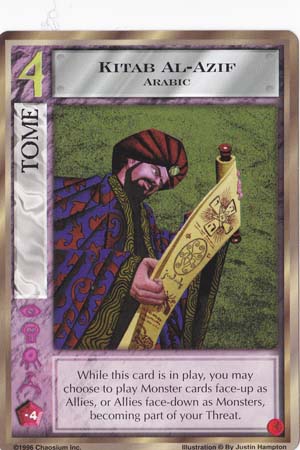 4
KITAB AL-AZIF
ARABIC
TOME
While this card is in play, you may
choose to play Monster cards face-up as
Allies, or Allies face-down as Monsters,
becoming part of your Threat.
-4
©1996 Chaosium Inc.
Illustration © By Justin Hampton